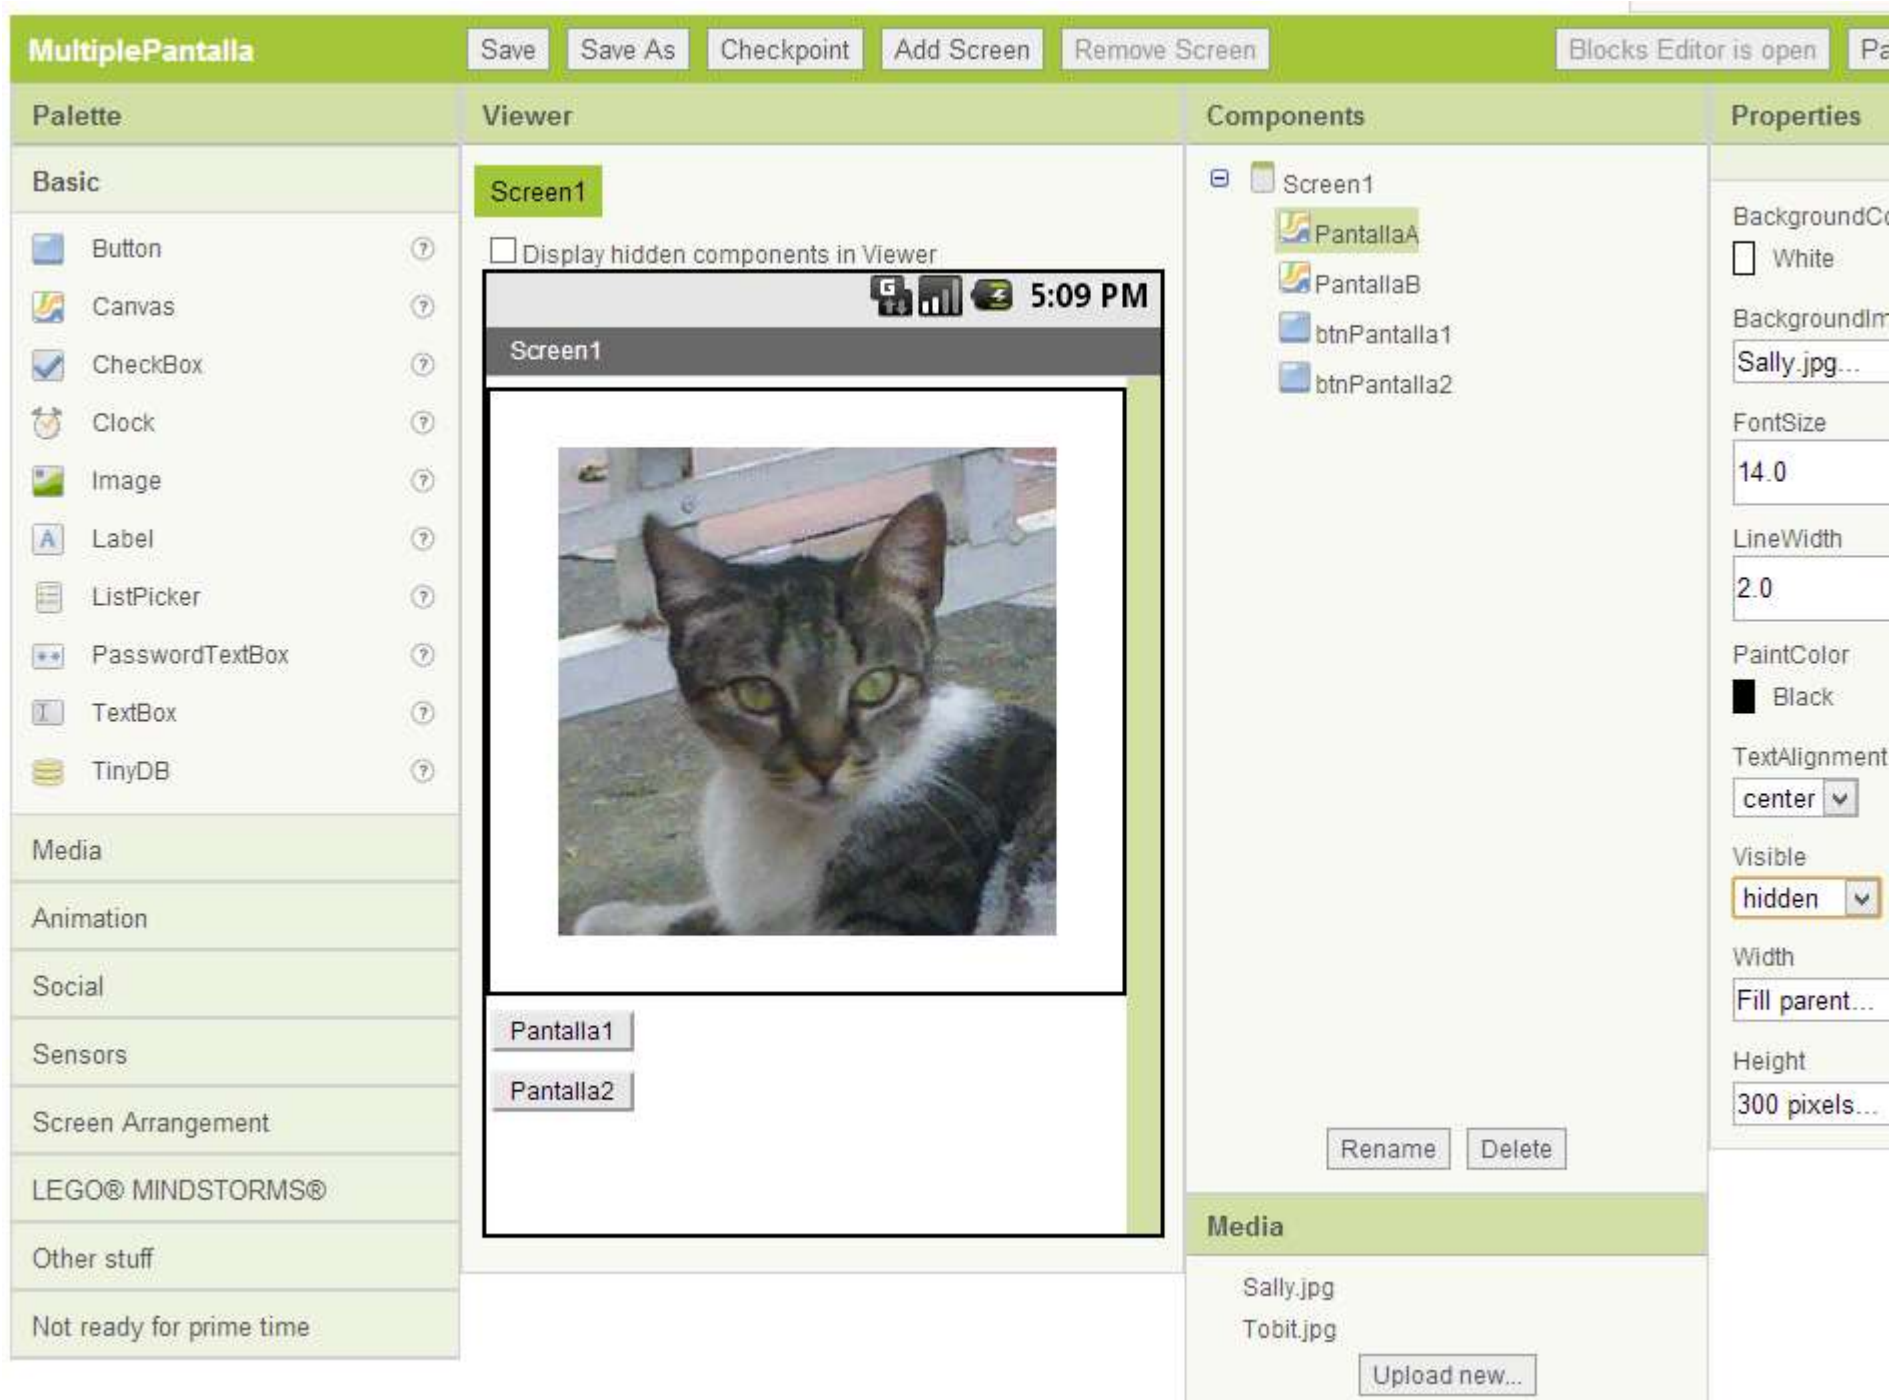 MultiplePantalla
Save
Save As
Checkpoint
Add Screen
Remove Screen
Blocks Editor is open
Palette
Basic
Button
Canvas
CheckBox
Clock
Image
Label
ListPicker
PasswordTextBox
TextBox
TinyDB
Media
Animation
Social
Sensors
Screen Arrangement
LEGO® MINDSTORMS®
Other stuff
Not ready for prime time
Viewer
Screen1
Display hidden components in Viewer
5:09 PM
Screen1
Pantalla1
Pantalla2
Components
Screen1
PantallaA
PantallaB
btnPantalla1
btnPantalla2
Rename
Delete
Media
Sally.jpg
Tobit.jpg
Upload new...
Properties
BackgroundCo
White
BackgroundIm
Sally.jpg...
FontSize
14.0
LineWidth
2.0
PaintColor
Black
TextAlignment
center
Visible
hidden
Width
Fill parent...
Height
300 pixels...